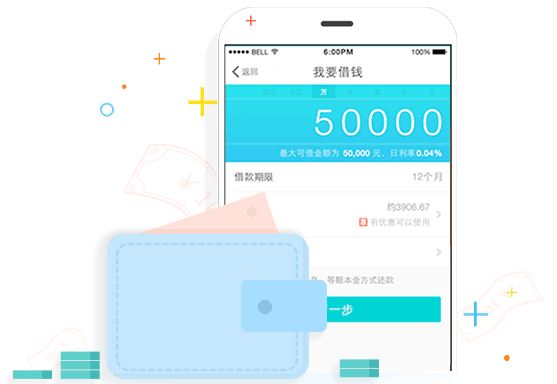 BELL 6:00PM 100%
返回 我要借钱
万
50000
最大可借金额为 50,000 元，日利率0.04%
借款期限 12个月
约3906.67
有优惠可以使用
等额本金方式还款
一步